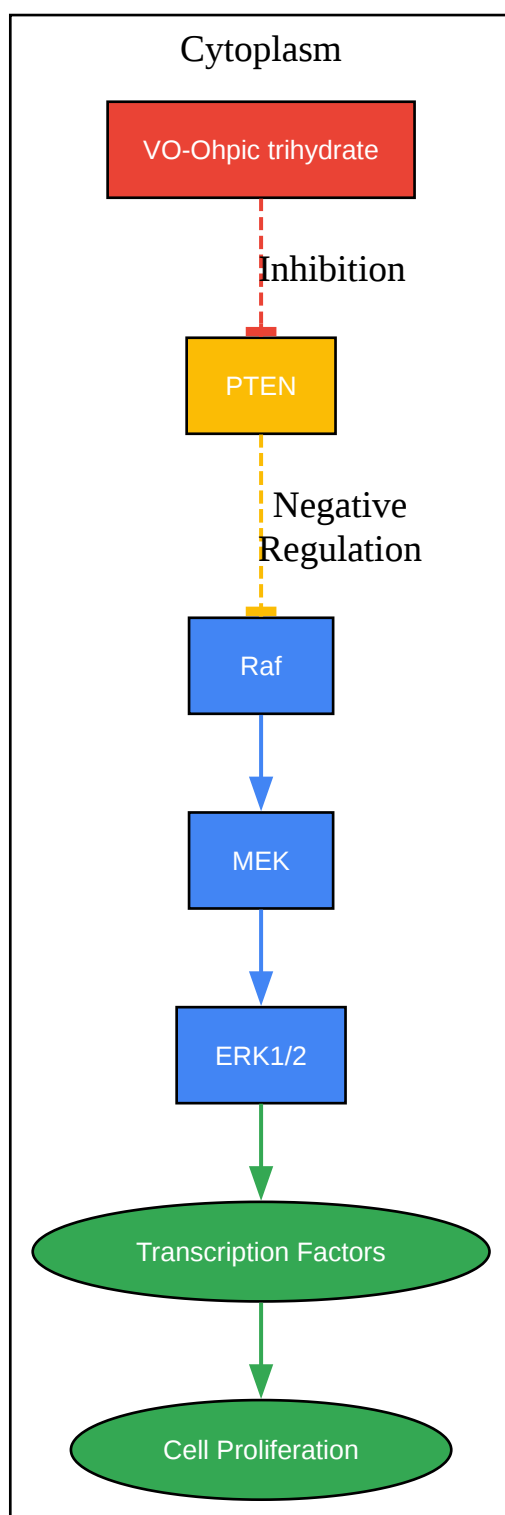 Cytoplasm
VO-Ohpic trihydrate
Inhibition
PTEN
Negative
Regulation
Raf
MEK
ERK1/2
Transcription Factors
Cell Proliferation